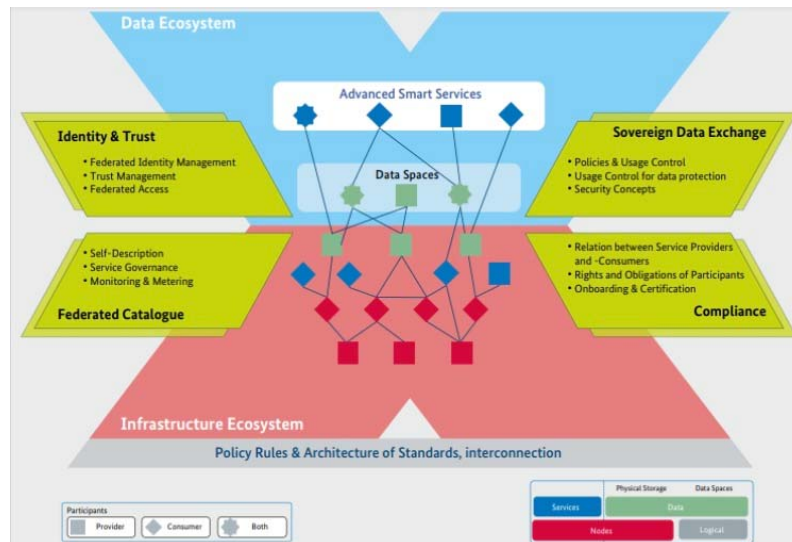 Data Ecosystem
Advanced Smart Services
Identity & Trust
• Federated Identity Management
• Trust Management
• Federated Access
Sovereign Data Exchange
• Policies & Usage Control
• Usage Control for data protection
• Security Concepts
Data Spaces
• Self-Description
• Service Governance
• Monitoring & Metering
Federated Catalogue
• Relation between Service Providers
and -Consumers
• Rights and Obligations of Participants
• Onboarding & Certification
Compliance
Infrastructure Ecosystem
Policy Rules & Architecture of Standards, interconnection
Participants
Provider
Consumer
Both
Physical Storage
Data Spaces
Services
Data
Nodes
Logical